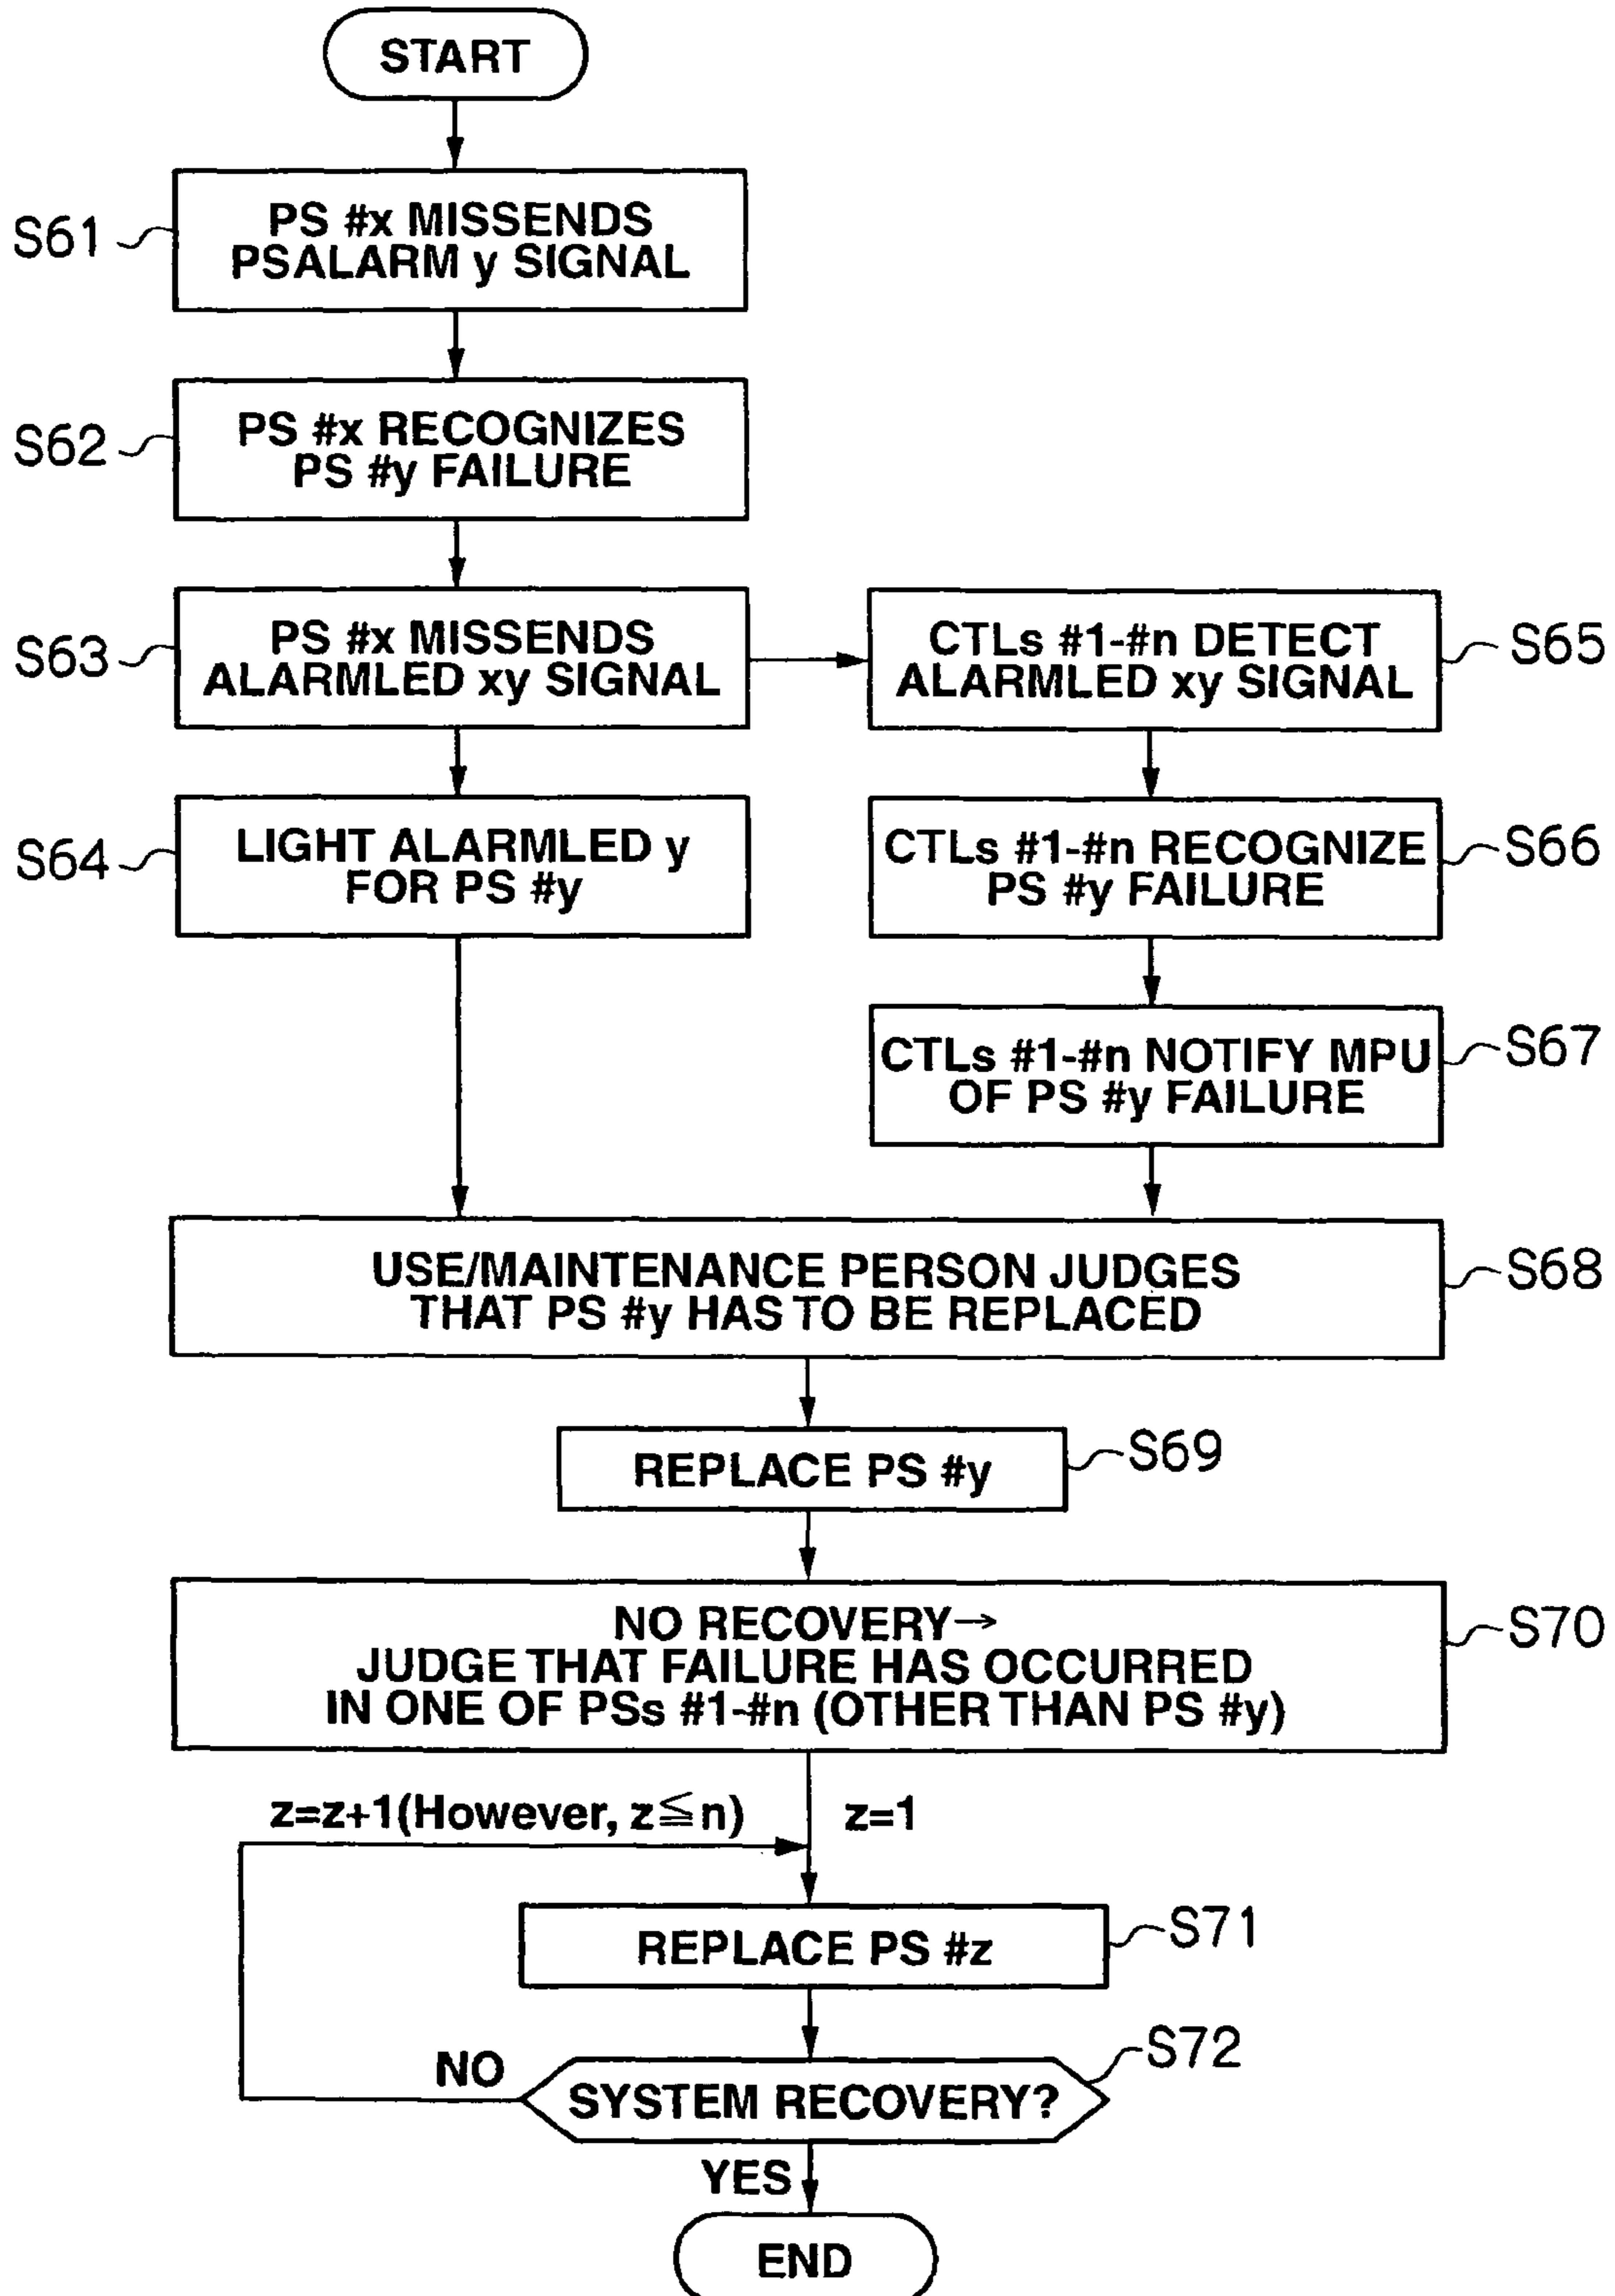 START
S61
PS #x MISSENDS
PSALARM y SIGNAL
S62
PS #x RECOGNIZES
PS #y FAILURE
S63
PS #x MISSENDS
ALARMLED xy SIGNAL
S64
LIGHT ALARMLED y
FOR PS #y
CTLs #1-#n DETECT
ALARMLED xy SIGNAL
S65
CTLs #1-#n RECOGNIZE
PS #y FAILURE
S66
CTLs #1-#n NOTIFY MPU
OF PS #y FAILURE
S67
USE/MAINTENANCE PERSON JUDGES
THAT PS #y HAS TO BE REPLACED
S68
REPLACE PS #y
S69
NO RECOVERY→
JUDGE THAT FAILURE HAS OCCURRED
IN ONE OF PSs #1-#n (OTHER THAN PS #y)
S70
z=z+1(However, z≦n)
z=1
REPLACE PS #z
S71
SYSTEM RECOVERY?
S72
NO
YES
END